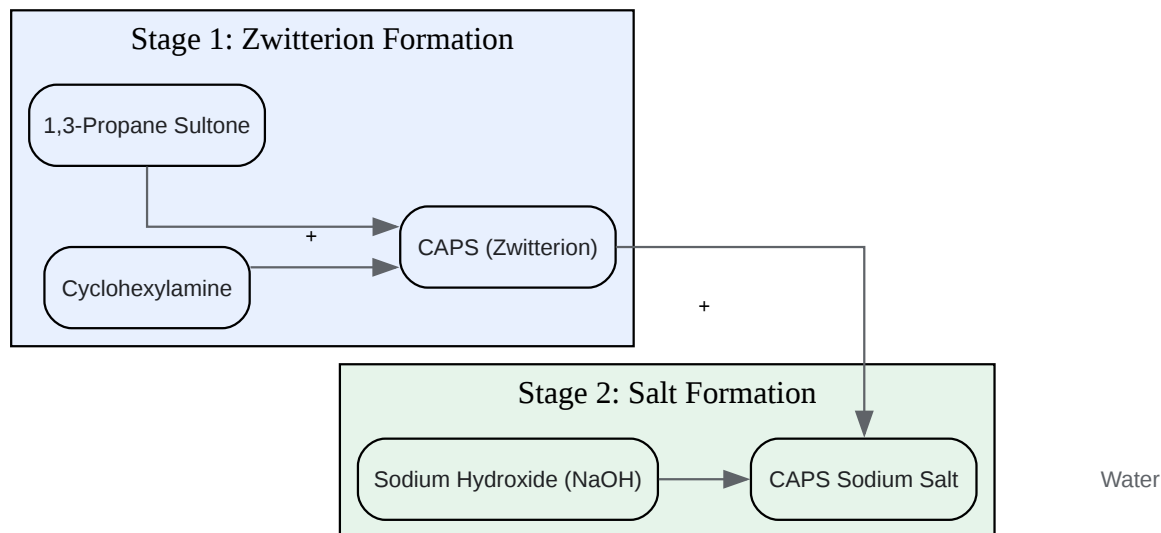 Stage 1: Zwitterion Formation
1,3-Propane Sultone
+
CAPS (Zwitterion)
Cyclohexylamine
+
Stage 2: Salt Formation
Sodium Hydroxide (NaOH)
CAPS Sodium Salt
Water